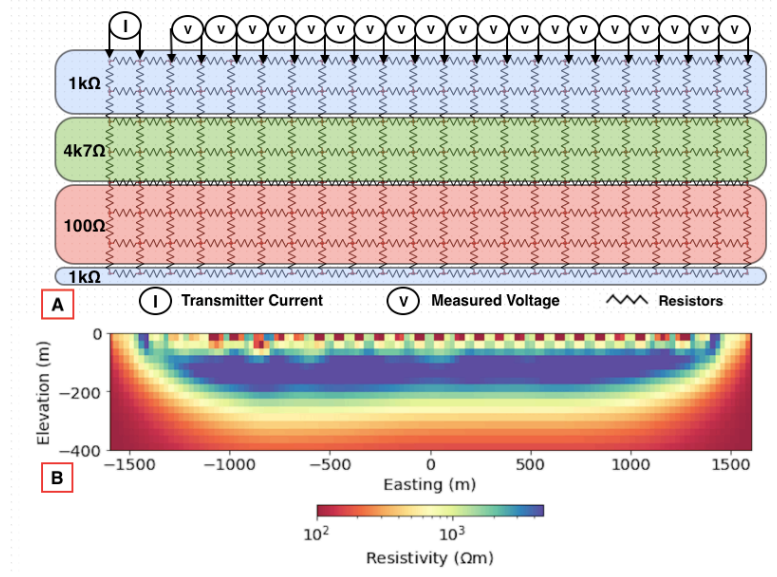 I V V V V V V V V V V V V V V V V V V V
1kΩ
4k7Ω
100Ω
1kΩ
A
I Transmitter Current V Measured Voltage Resistors
0
−200
−400
Elevation (m)
−1500 −1000 −500 0 500 1000 1500
Easting (m)
B
10² 10³
Resistivity (Ωm)